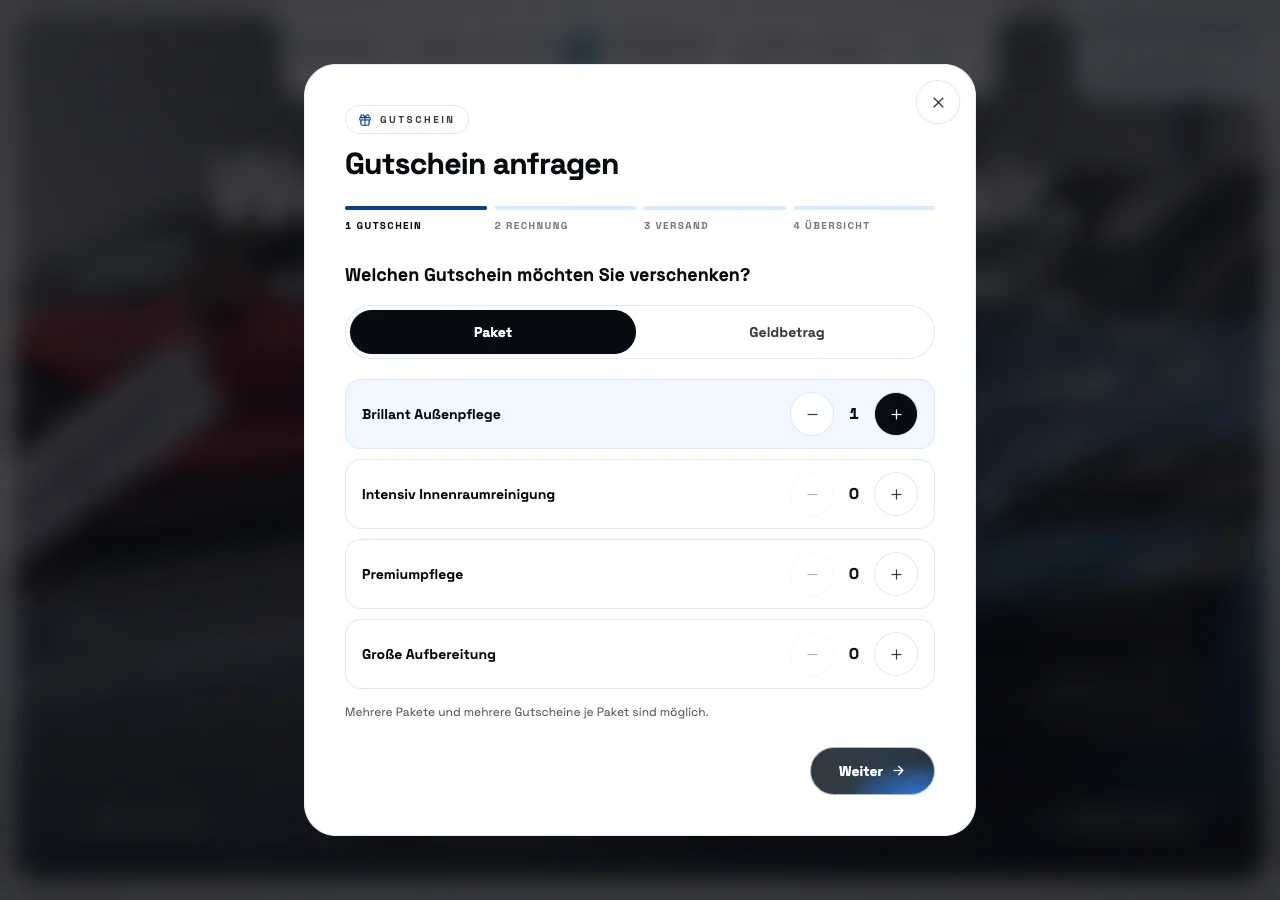 GUTSCHEIN
Gutschein anfragen
1 GUTSCHEIN
2 RECHNUNG
3 VERSAND
4 ÜBERSICHT
Welchen Gutschein möchten Sie verschenken?
Paket
Geldbetrag
Brillant Außenpflege
− 1 +
Intensiv Innenraumreinigung
− 0 +
Premiumpflege
− 0 +
Große Aufbereitung
− 0 +
Mehrere Pakete und mehrere Gutscheine je Paket sind möglich.
Weiter →